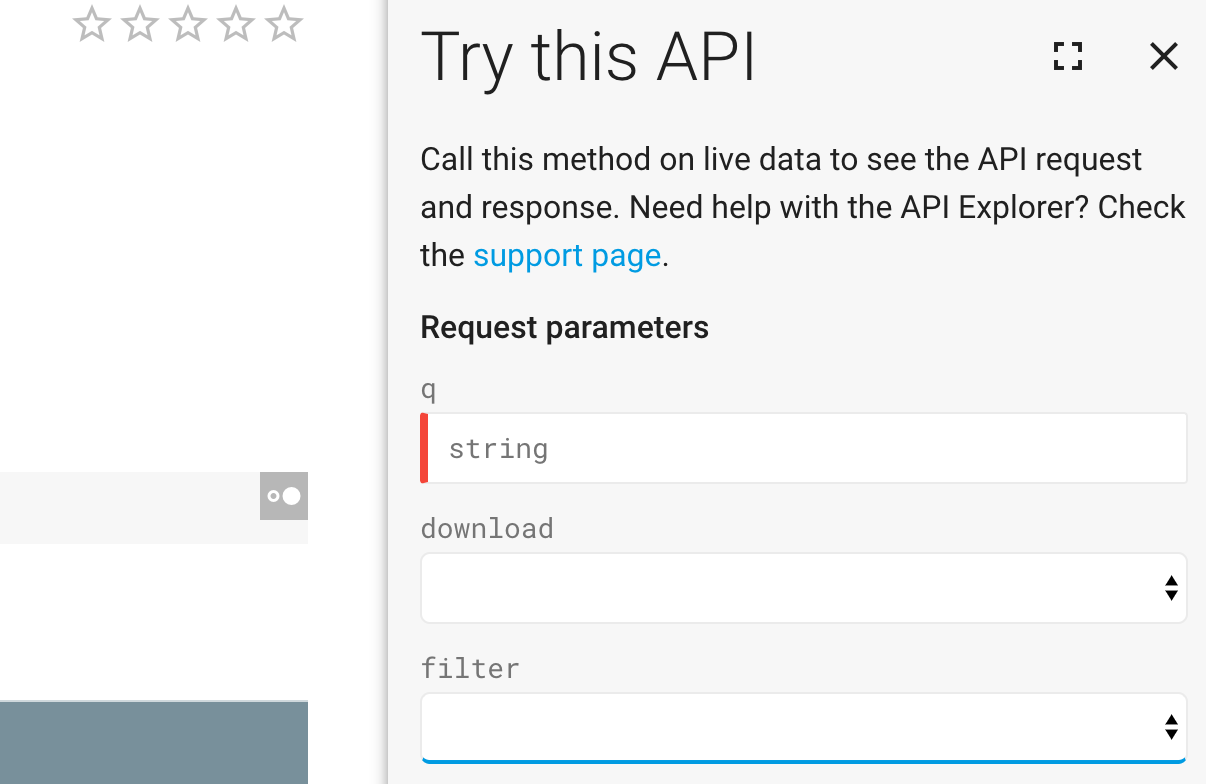 Try this API
Call this method on live data to see the API request
and response. Need help with the API Explorer? Check
the support page.
Request parameters
q
string
download
filter